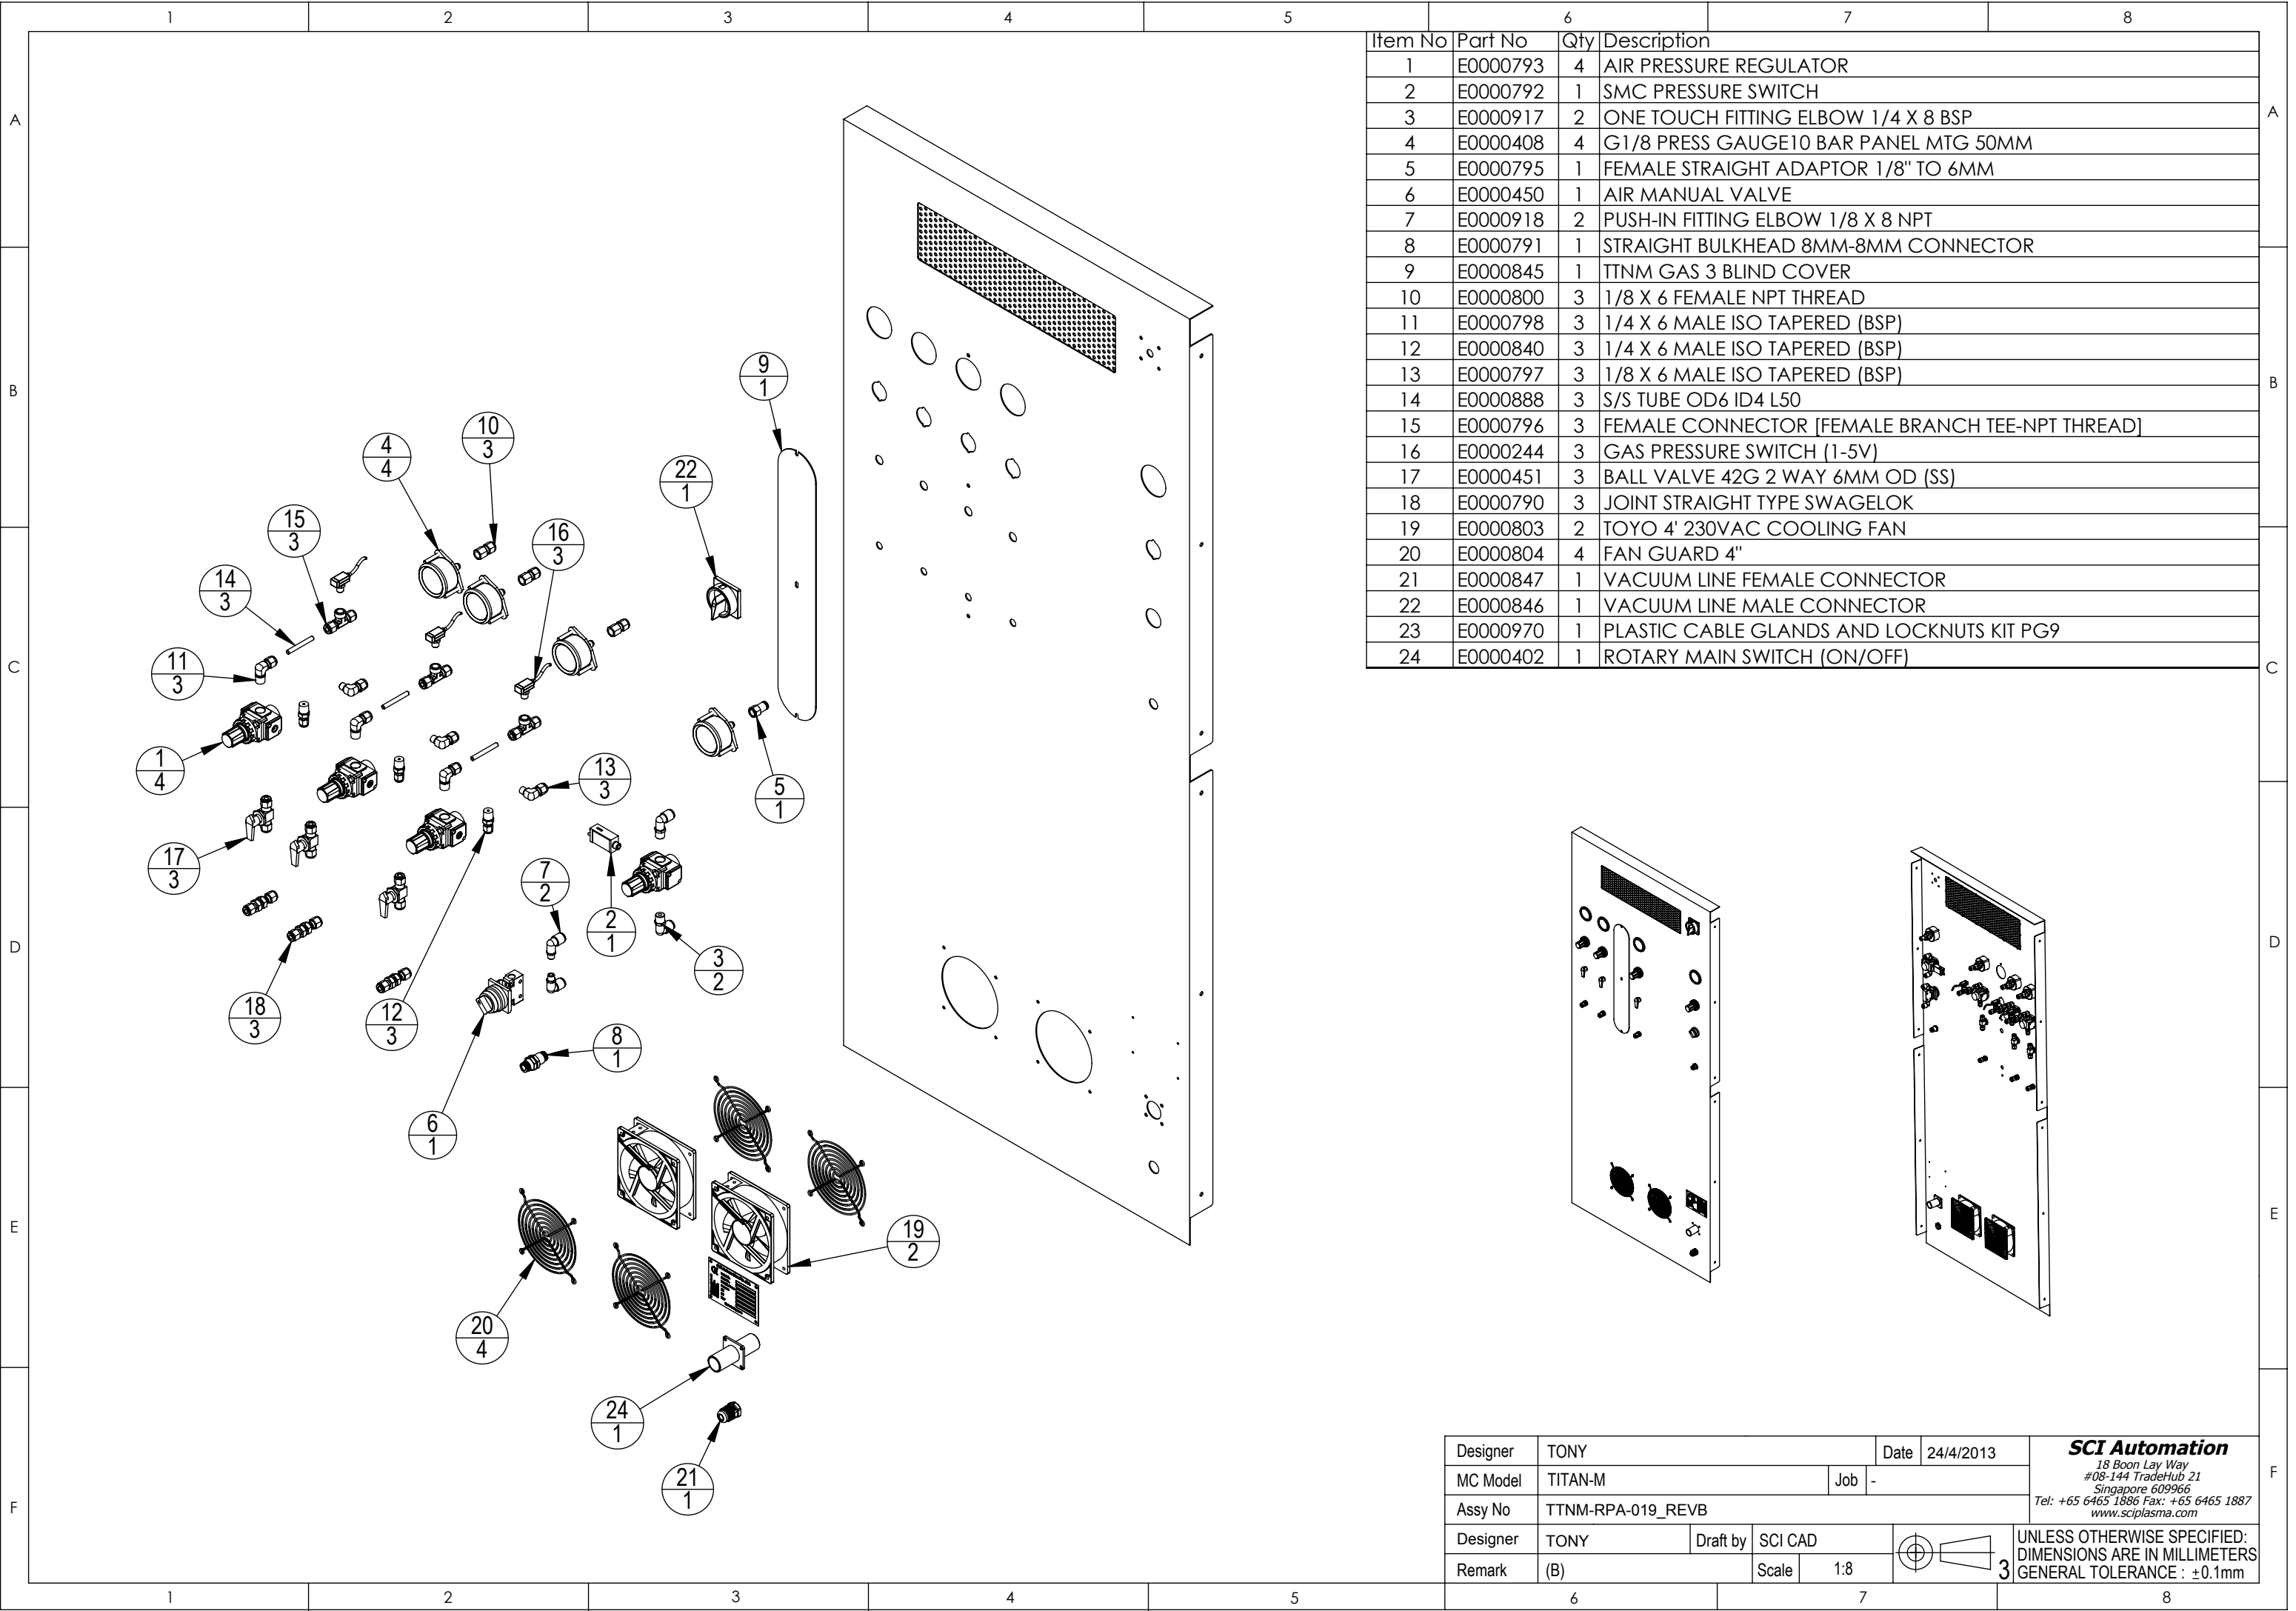 1 2 3 4 5 6 7 8
A
B
C
D
E
F
A
B
C
D
E
F
Item No Part No Qty Description
1 E0000793 4 AIR PRESSURE REGULATOR
2 E0000792 1 SMC PRESSURE SWITCH
3 E0000917 2 ONE TOUCH FITTING ELBOW 1/4 X 8 BSP
4 E0000408 4 G1/8 PRESS GAUGE10 BAR PANEL MTG 50MM
5 E0000795 1 FEMALE STRAIGHT ADAPTOR 1/8" TO 6MM
6 E0000450 1 AIR MANUAL VALVE
7 E0000918 2 PUSH-IN FITTING ELBOW 1/8 X 8 NPT
8 E0000791 1 STRAIGHT BULKHEAD 8MM-8MM CONNECTOR
9 E0000845 1 TTNM GAS 3 BLIND COVER
10 E0000800 3 1/8 X 6 FEMALE NPT THREAD
11 E0000798 3 1/4 X 6 MALE ISO TAPERED (BSP)
12 E0000840 3 1/4 X 6 MALE ISO TAPERED (BSP)
13 E0000797 3 1/8 X 6 MALE ISO TAPERED (BSP)
14 E0000888 3 S/S TUBE OD6 ID4 L50
15 E0000796 3 FEMALE CONNECTOR [FEMALE BRANCH TEE-NPT THREAD]
16 E0000244 3 GAS PRESSURE SWITCH (1-5V)
17 E0000451 3 BALL VALVE 42G 2 WAY 6MM OD (SS)
18 E0000790 3 JOINT STRAIGHT TYPE SWAGELOK
19 E0000803 2 TOYO 4' 230VAC COOLING FAN
20 E0000804 4 FAN GUARD 4"
21 E0000847 1 VACUUM LINE FEMALE CONNECTOR
22 E0000846 1 VACUUM LINE MALE CONNECTOR
23 E0000970 1 PLASTIC CABLE GLANDS AND LOCKNUTS KIT PG9
24 E0000402 1 ROTARY MAIN SWITCH (ON/OFF)
9
1
10
3
4
4
22
1
15
3
16
3
14
3
11
3
1
4
13
3
5
1
17
3
7
2
2
1
3
2
18
3
12
3
8
1
6
1
19
2
20
4
24
1
21
1
Designer TONY Date 24/4/2013
MC Model TITAN-M Job -
Assy No TTNM-RPA-019_REVB
Designer TONY Draft by SCI CAD
Remark (B) Scale 1:8
SCI Automation
18 Boon Lay Way
#08-144 TradeHub 21
Singapore 609966
Tel: +65 6465 1886 Fax: +65 6465 1887
www.sciplasma.com
3
UNLESS OTHERWISE SPECIFIED:
DIMENSIONS ARE IN MILLIMETERS
GENERAL TOLERANCE : ±0.1mm
1 2 3 4 5 6 7 8